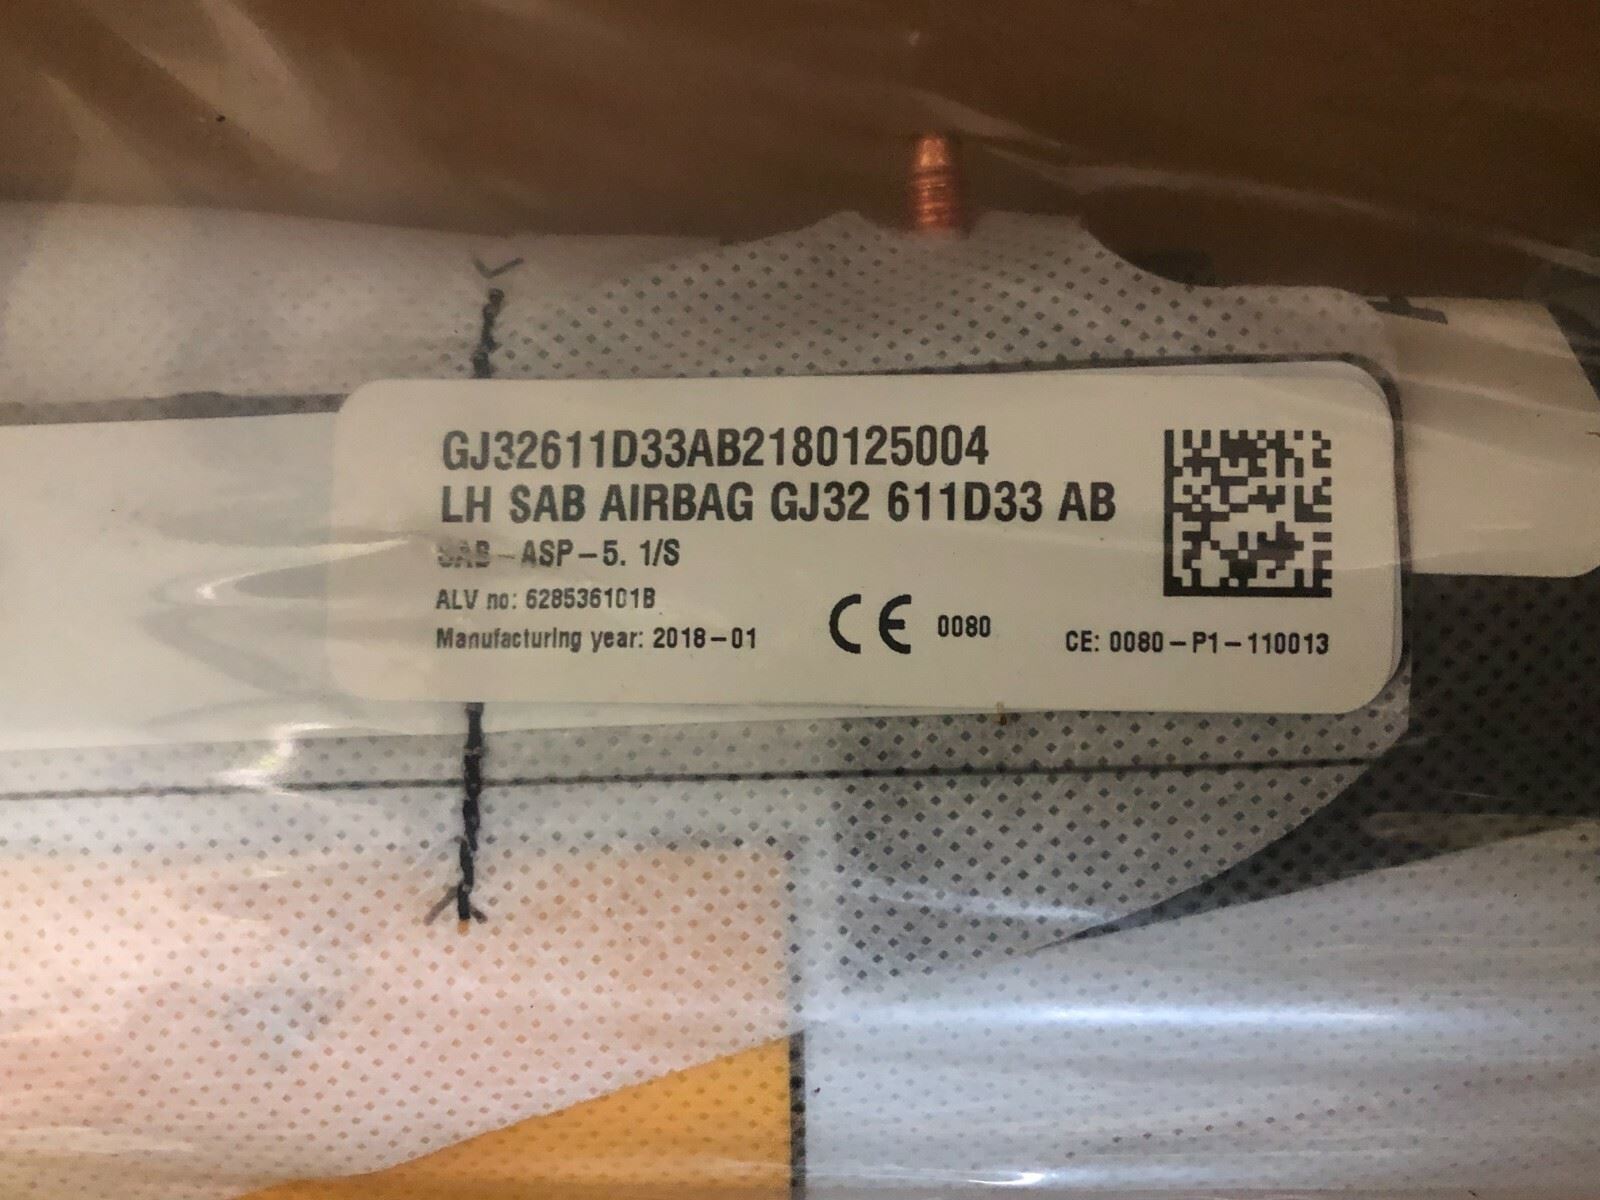 GJ32611D33AB2180125004
LH SAB AIRBAG GJ32 611D33 AB
SAB-ASP-5. 1/S
ALV no: 628536101B
Manufacturing year: 2018-01
CE 0080
CE: 0080-P1-110013